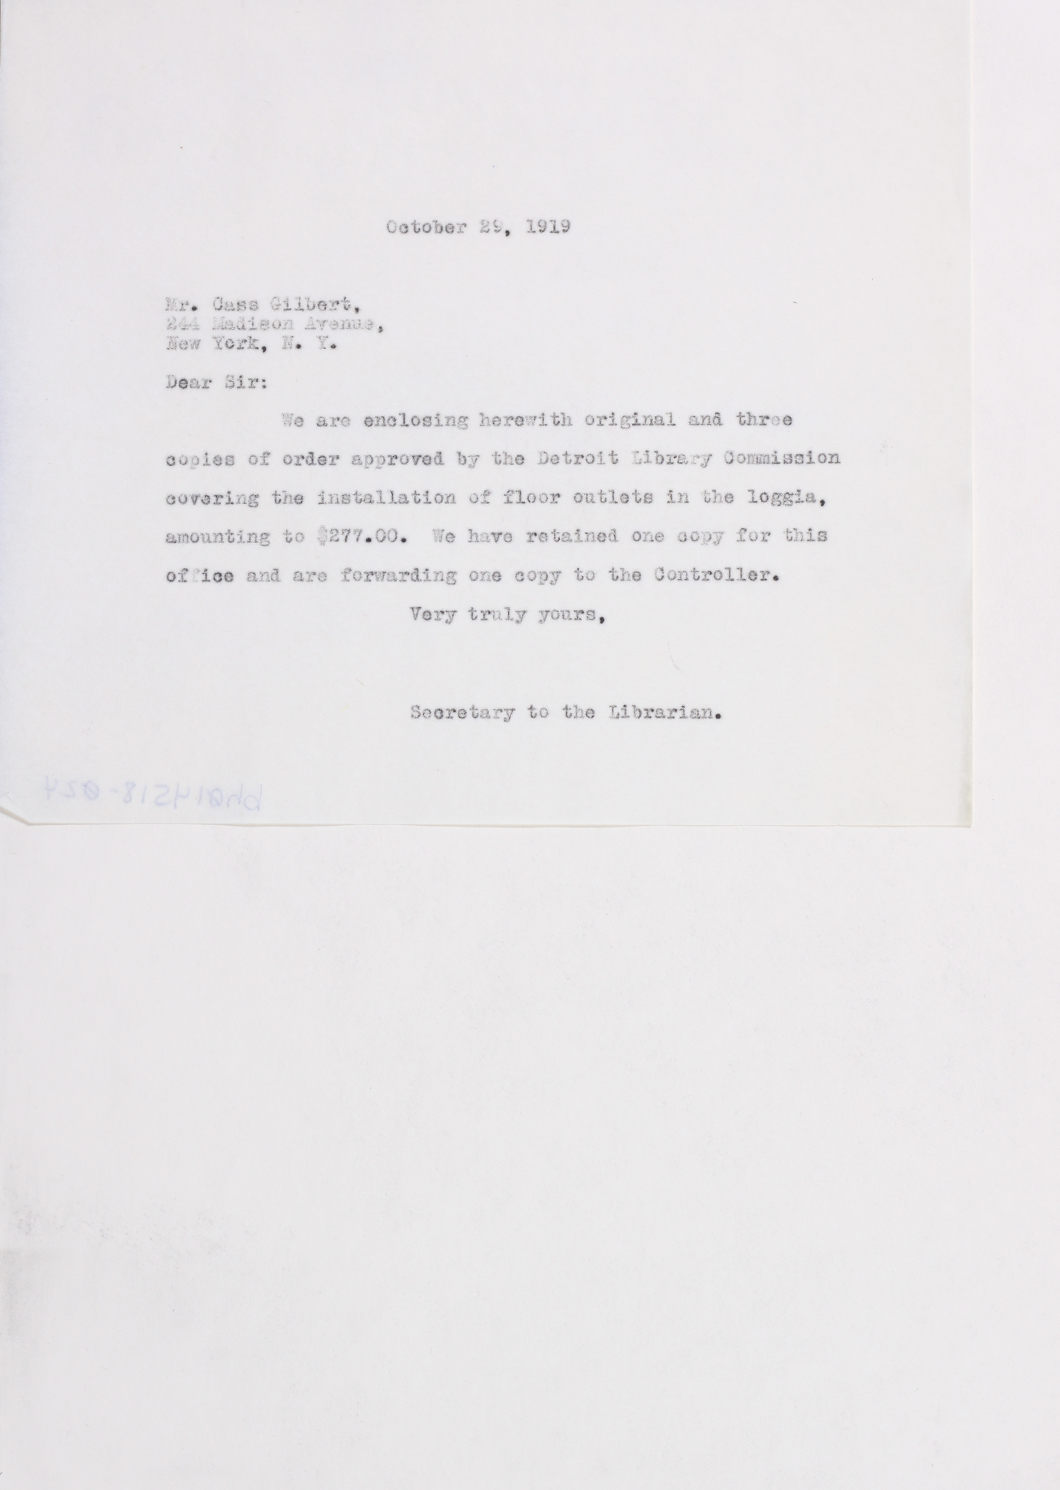 October 29, 1919
Mr. Cass Gilbert,
244 Madison Avenue,
New York, N. Y.
Dear Sir:
We are enclosing herewith original and three
copies of order approved by the Detroit Library Commission
covering the installation of floor outlets in the loggia,
amounting to $277.00. We have retained one copy for this
office and are forwarding one copy to the Controller.
Very truly yours,
Secretary to the Librarian.
bh014518-024